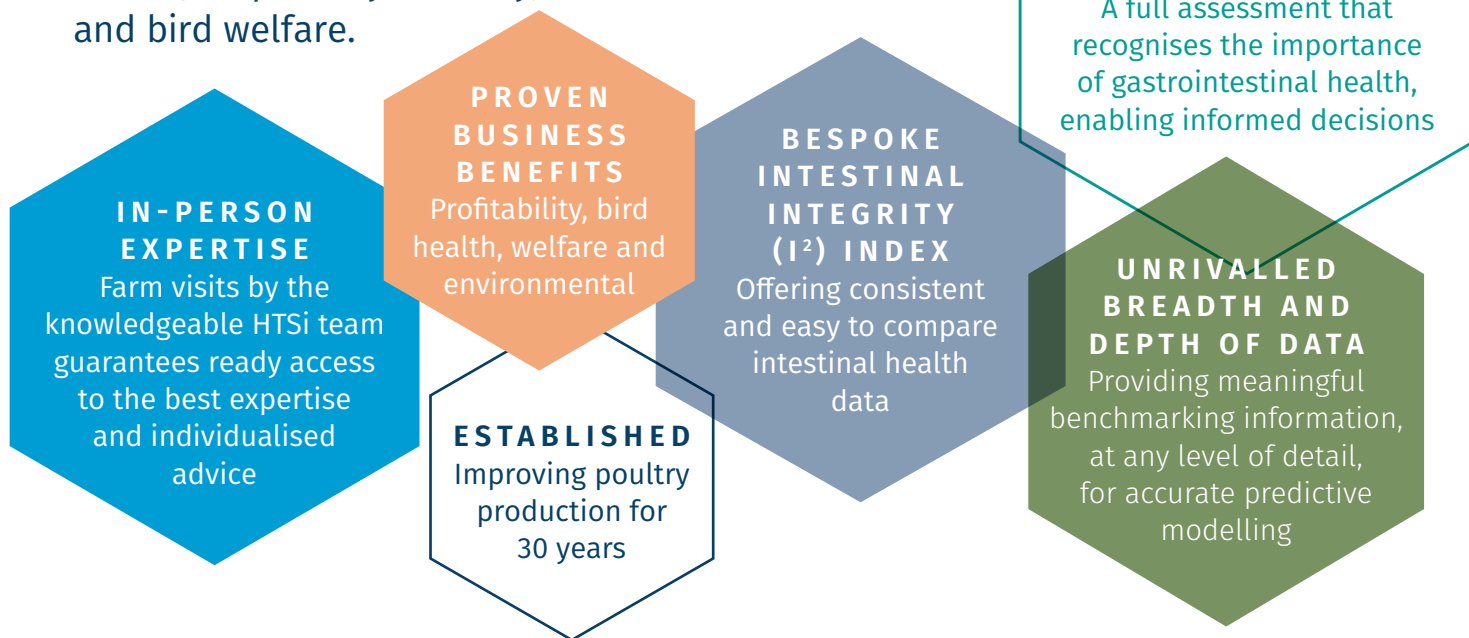 and bird welfare.
A full assessment that
recognises the importance
of gastrointestinal health,
enabling informed decisions
PROVEN
BUSINESS
BENEFITS
Profitability, bird
health, welfare and
environmental
BESPOKE
INTESTINAL
INTEGRITY
(I²) INDEX
Offering consistent
and easy to compare
intestinal health
data
IN-PERSON
EXPERTISE
Farm visits by the
knowledgeable HTSi team
guarantees ready access
to the best expertise
and individualised
advice
UNRIVALLED
BREADTH AND
DEPTH OF DATA
Providing meaningful
benchmarking information,
at any level of detail,
for accurate predictive
modelling
ESTABLISHED
Improving poultry
production for
30 years